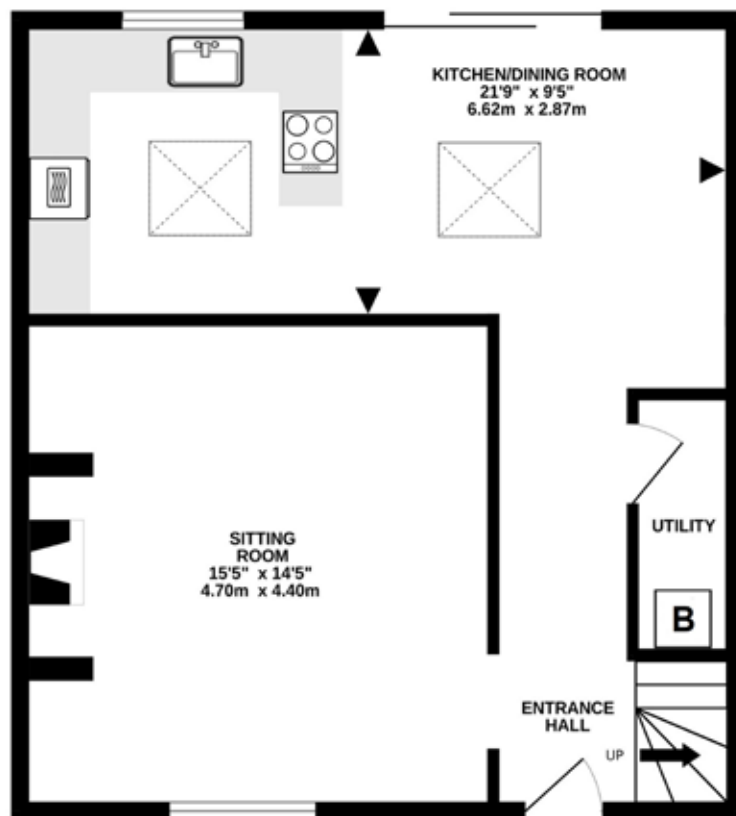 KITCHEN/DINING ROOM
21'9" x 9'5"
6.62m x 2.87m
SITTING
ROOM
15'5" x 14'5"
4.70m x 4.40m
UTILITY
B
ENTRANCE
HALL
UP